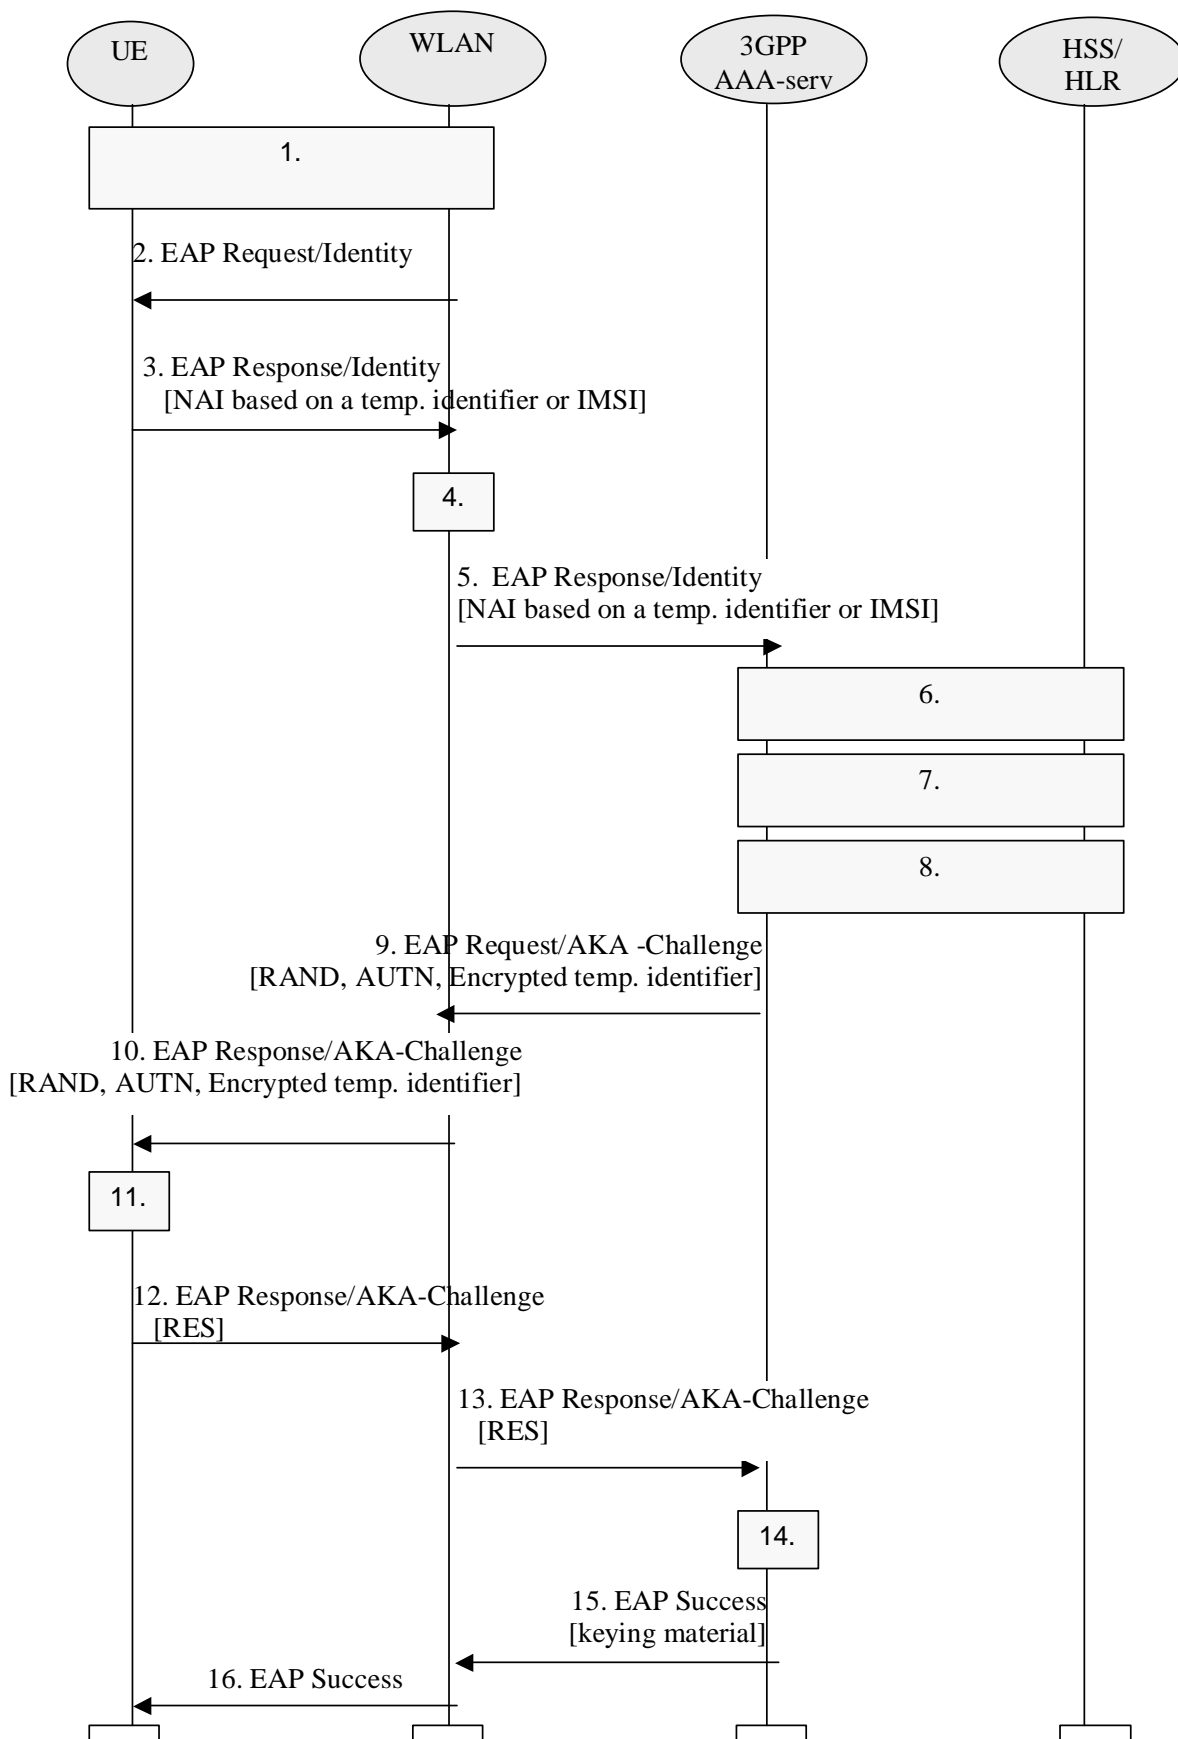 UE
WLAN
3GPP
AAA-serv
HSS/
HLR
1.
2. EAP Request/Identity
3. EAP Response/Identity
[NAI based on a temp. identifier or IMSI]
4.
5. EAP Response/Identity
[NAI based on a temp. identifier or IMSI]
6.
7.
8.
9. EAP Request/AKA -Challenge
[RAND, AUTN, Encrypted temp. identifier]
10. EAP Response/AKA-Challenge
[RAND, AUTN, Encrypted temp. identifier]
11.
12. EAP Response/AKA-Challenge
[RES]
13. EAP Response/AKA-Challenge
[RES]
14.
15. EAP Success
[keying material]
16. EAP Success